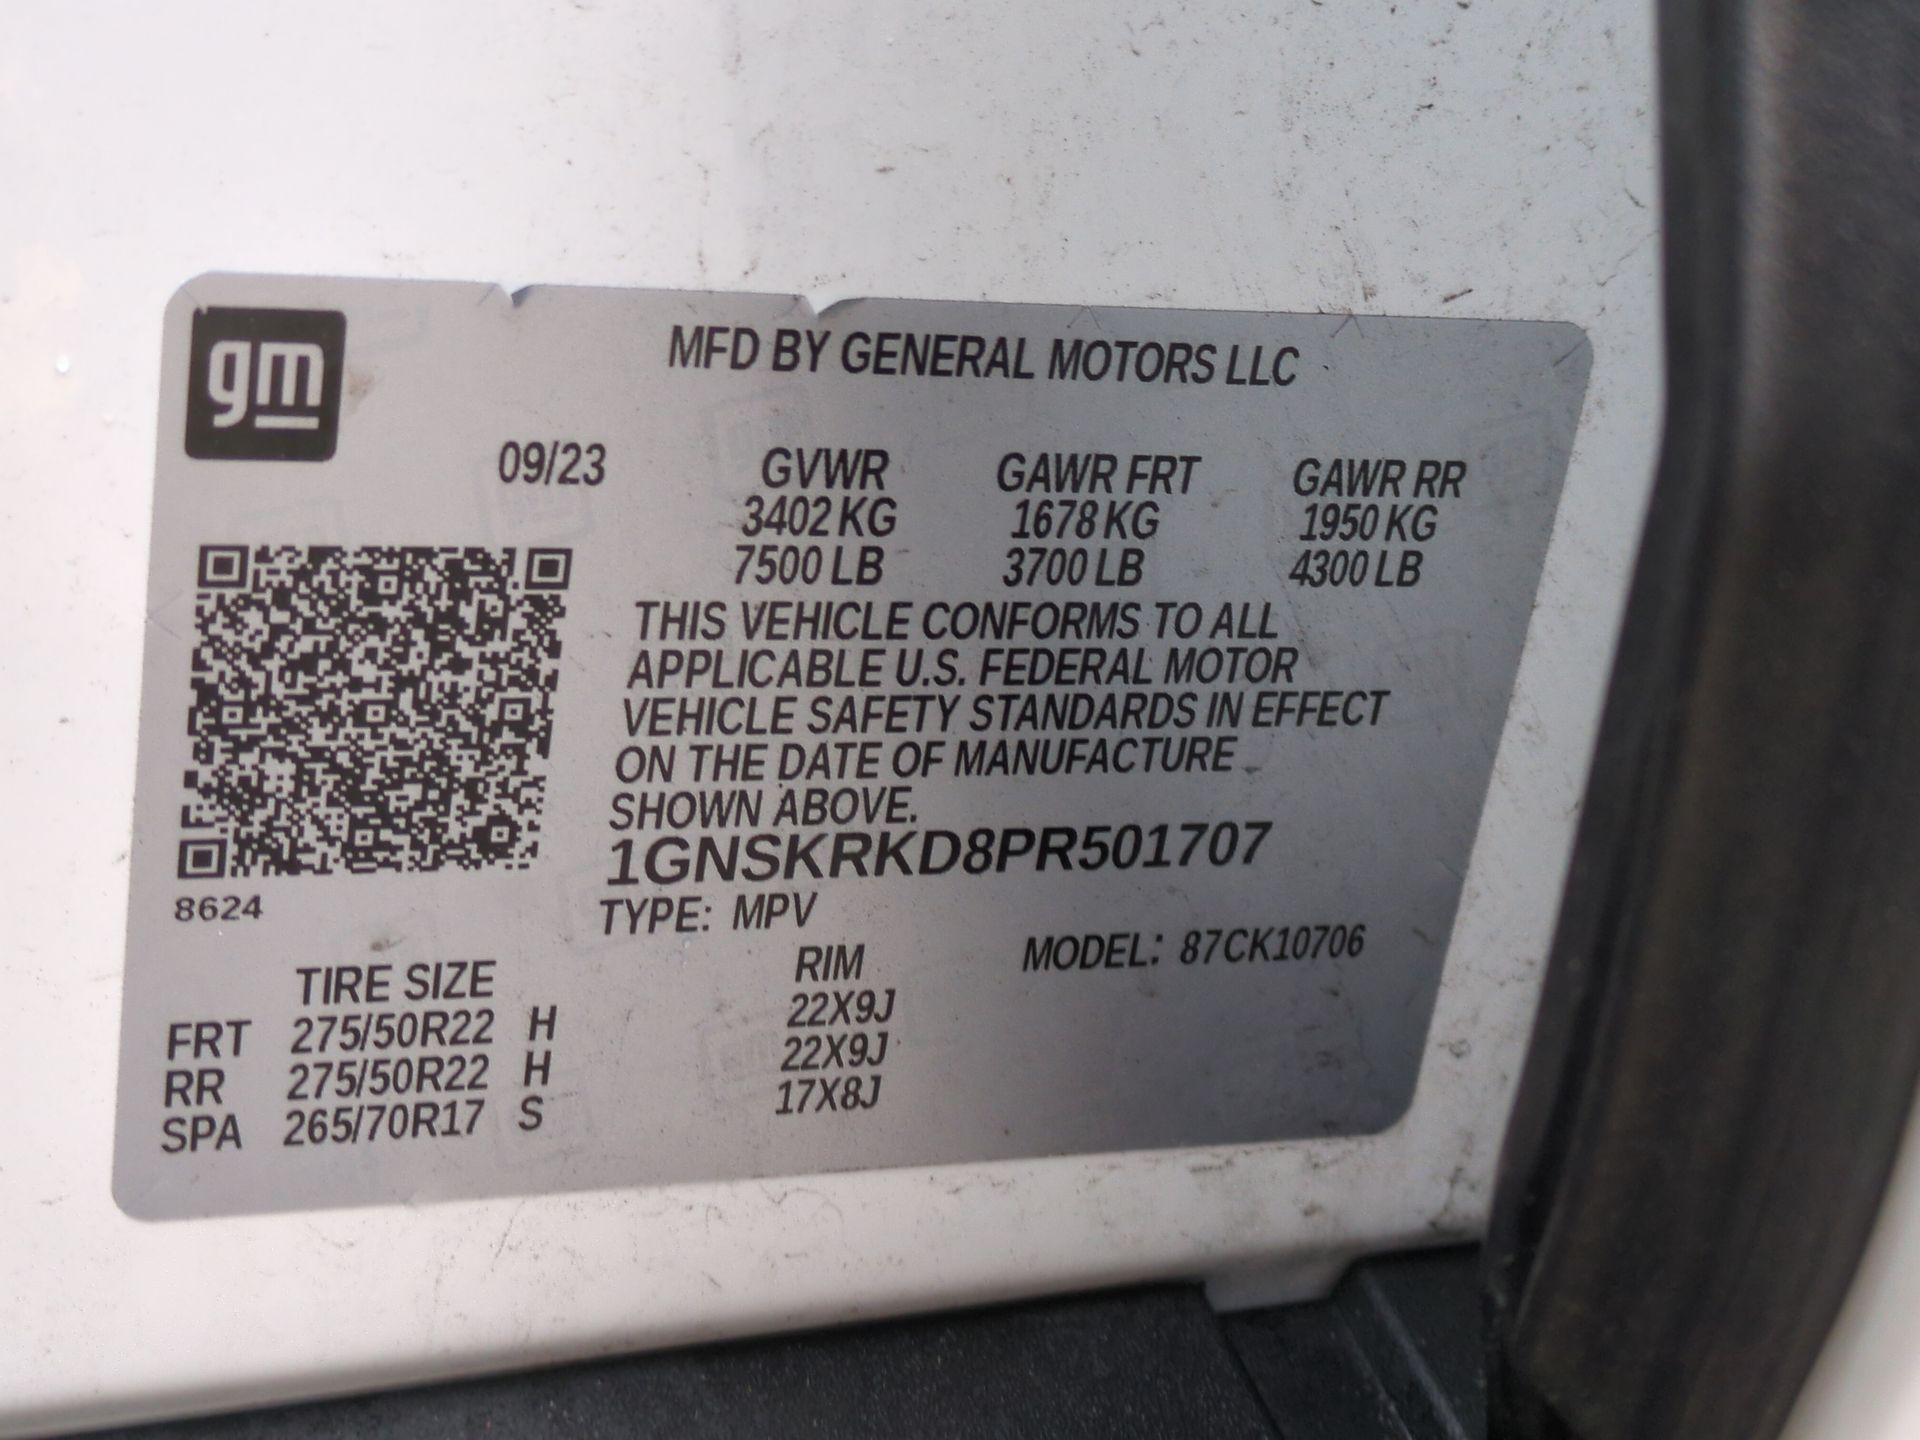 gm
MFD BY GENERAL MOTORS LLC
09/23 GVWR GAWR FRT GAWR RR
3402 KG 1678 KG 1950 KG
7500 LB 3700 LB 4300 LB
THIS VEHICLE CONFORMS TO ALL
APPLICABLE U.S. FEDERAL MOTOR
VEHICLE SAFETY STANDARDS IN EFFECT
ON THE DATE OF MANUFACTURE
SHOWN ABOVE.
1GNSKRKD8PR501707
8624
TYPE: MPV
MODEL: 87CK10706
TIRE SIZE RIM
FRT 275/50R22 H 22X9J
RR 275/50R22 H 22X9J
SPA 265/70R17 S 17X8J